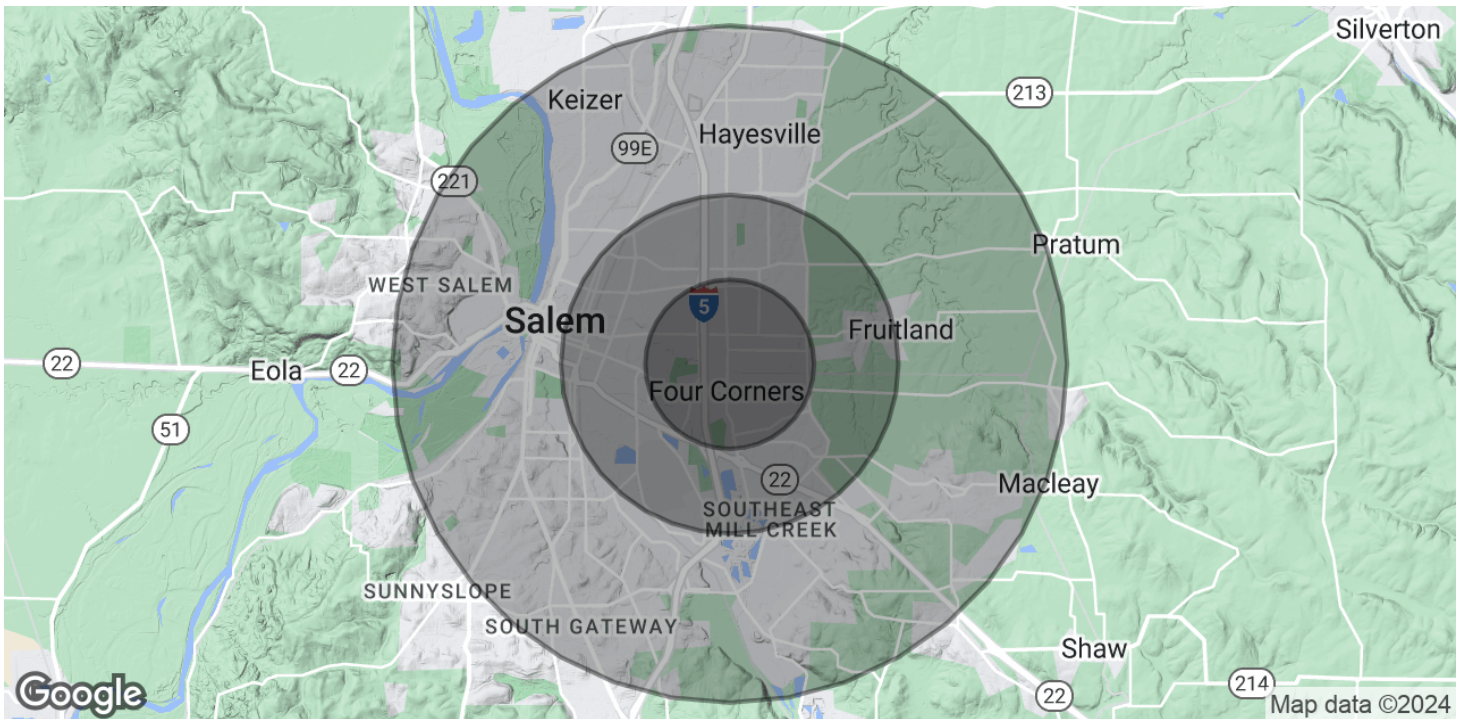 Silverton
213
Keizer
Hayesville
99E
221
Pratum
WEST SALEM
5
Salem
Fruitland
22
Eola
22
Four Corners
51
22
Macleay
SOUTHEAST
MILL CREEK
SUNNYSLOPE
SOUTH GATEWAY
Shaw
214
22
Google
Map data ©2024